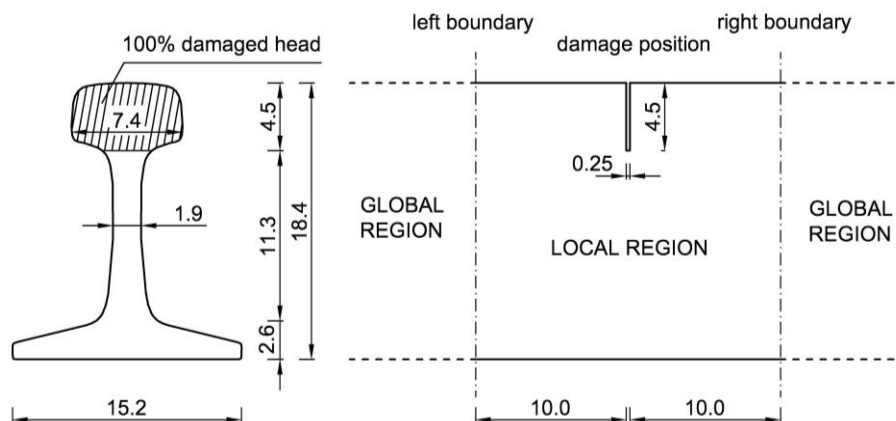 left boundary
right boundary
100% damaged head
damage position
7.4
4.5
4.5
0.25
1.9
11.3
18.4
GLOBAL
REGION
LOCAL REGION
GLOBAL
REGION
2.6
15.2
10.0
10.0